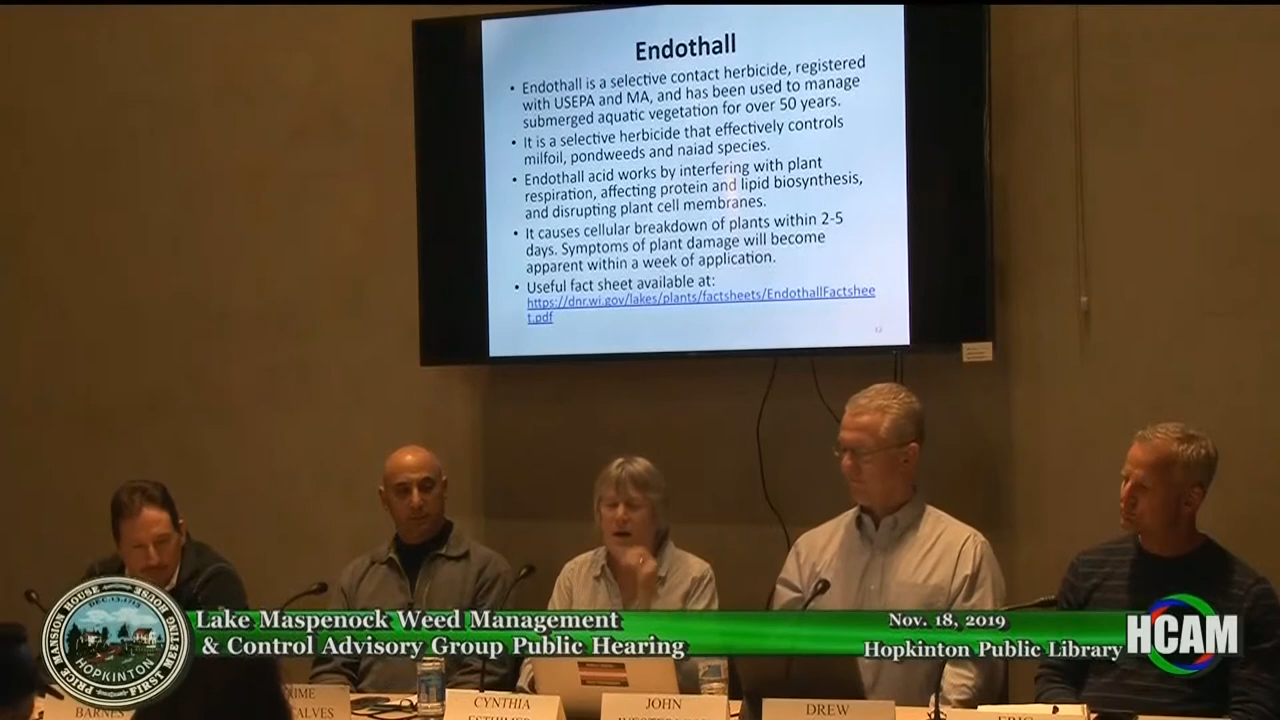 Endothall
• Endothall is a selective contact herbicide, registered
with USEPA and MA, and has been used to manage
submerged aquatic vegetation for over 50 years.
• It is a selective herbicide that effectively controls
milfoil, pondweeds and naiad species.
• Endothall acid works by interfering with plant
respiration, affecting protein and lipid biosynthesis,
and disrupting plant cell membranes.
• It causes cellular breakdown of plants within 2-5
days. Symptoms of plant damage will become
apparent within a week of application.
• Useful fact sheet available at:
https://dnr.wi.gov/lakes/plants/factsheets/EndothallFactshee
t.pdf
12
PRICE MANSION HOUSE FIRST MEETING HOUSE
DEC. 13, 1715
HOPKINTON
Lake Maspenock Weed Management
& Control Advisory Group Public Hearing
Nov. 18, 2019
Hopkinton Public Library
HCAM
BARNES
CYNTHIA
JOHN
DREW
ERIC